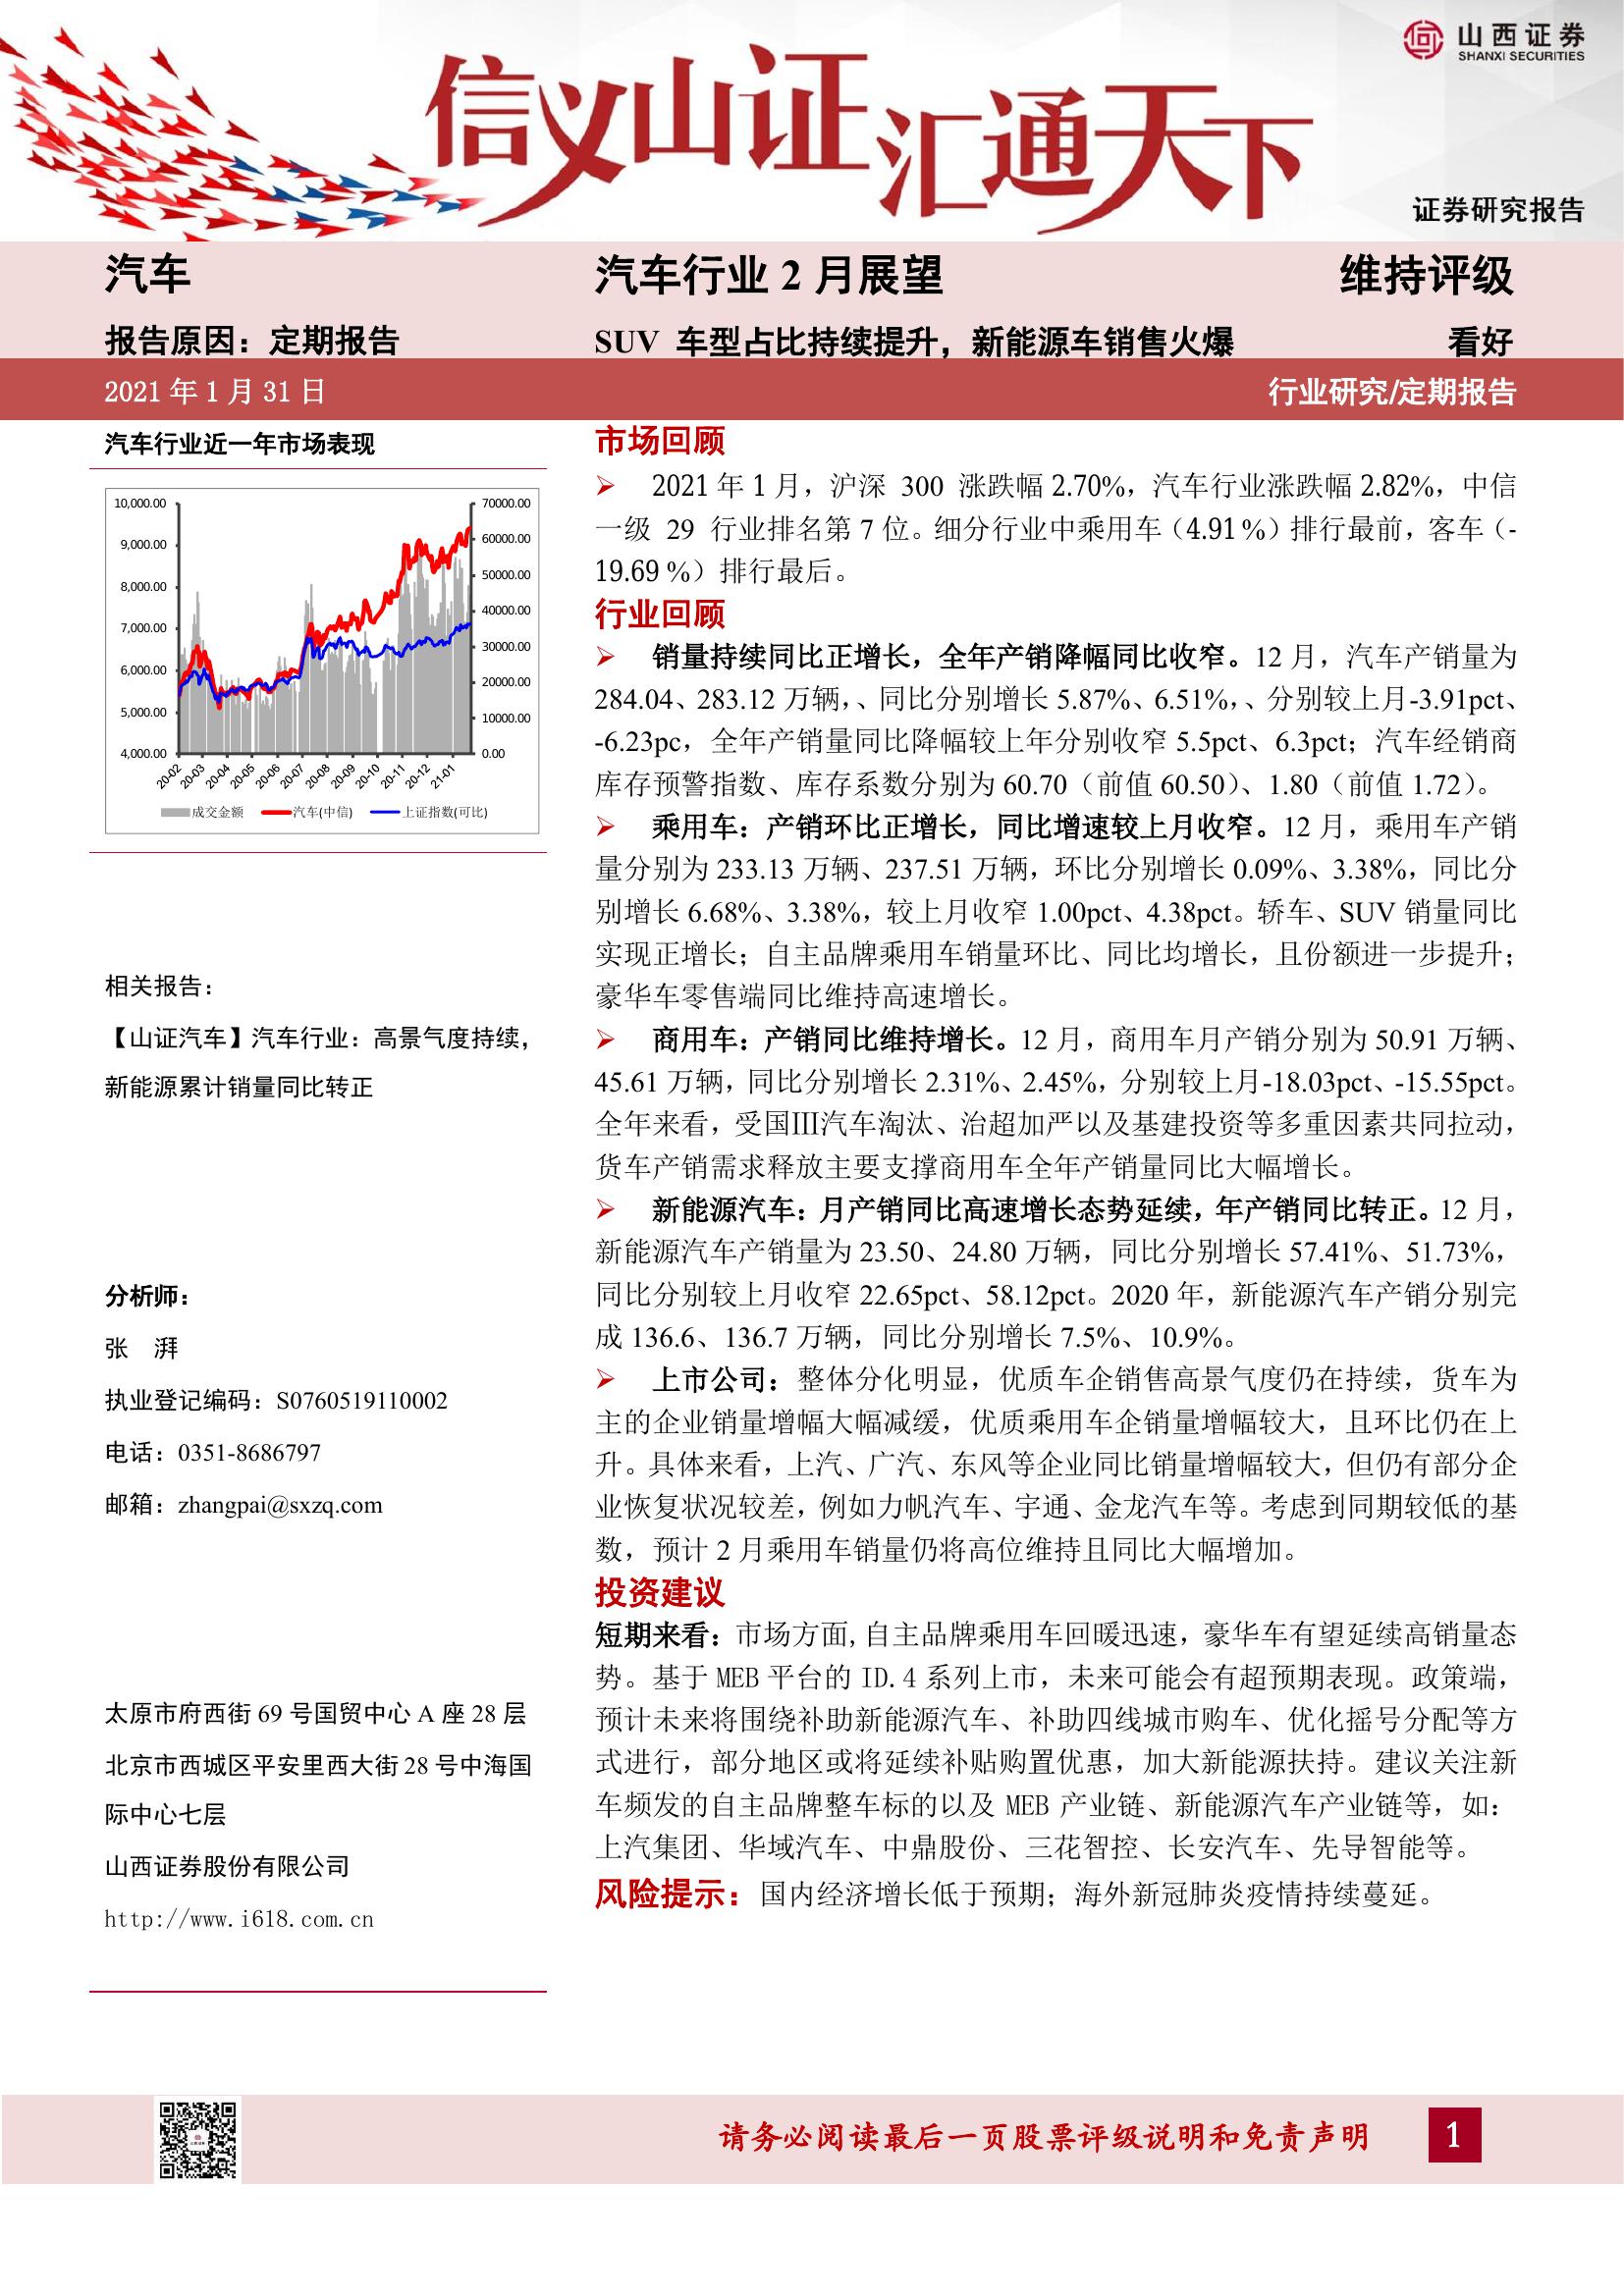 山西证券
SHANXI SECURITIES
信义山证汇通天下
证券研究报告
汽车
汽车行业 2 月展望
维持评级
报告原因：定期报告
SUV 车型占比持续提升，新能源车销售火爆
看好
2021 年 1 月 31 日
行业研究/定期报告
汽车行业近一年市场表现
10,000.00
9,000.00
8,000.00
7,000.00
6,000.00
5,000.00
4,000.00
70000.00
60000.00
50000.00
40000.00
30000.00
20000.00
10000.00
0.00
20-02
20-03
20-04
20-05
20-06
20-07
20-08
20-09
20-10
20-11
20-12
21-01
成交金额 汽车(中信) 上证指数(可比)
相关报告：
【山证汽车】汽车行业：高景气度持续，
新能源累计销量同比转正
分析师：
张 湃
执业登记编码：S0760519110002
电话：0351-8686797
邮箱：zhangpai@sxzq.com
太原市府西街 69 号国贸中心 A 座 28 层
北京市西城区平安里西大街 28 号中海国
际中心七层
山西证券股份有限公司
http://www.i618.com.cn
市场回顾
➢ 2021 年 1 月，沪深 300 涨跌幅 2.70%，汽车行业涨跌幅 2.82%，中信
一级 29 行业排名第 7 位。细分行业中乘用车（4.91 %）排行最前，客车（-
19.69 %）排行最后。
行业回顾
➢ 销量持续同比正增长，全年产销降幅同比收窄。12 月，汽车产销量为
284.04、283.12 万辆，、同比分别增长 5.87%、6.51%，、分别较上月-3.91pct、
-6.23pc，全年产销量同比降幅较上年分别收窄 5.5pct、6.3pct；汽车经销商
库存预警指数、库存系数分别为 60.70（前值 60.50）、1.80（前值 1.72）。
➢ 乘用车：产销环比正增长，同比增速较上月收窄。12 月，乘用车产销
量分别为 233.13 万辆、237.51 万辆，环比分别增长 0.09%、3.38%，同比分
别增长 6.68%、3.38%，较上月收窄 1.00pct、4.38pct。轿车、SUV 销量同比
实现正增长；自主品牌乘用车销量环比、同比均增长，且份额进一步提升；
豪华车零售端同比维持高速增长。
➢ 商用车：产销同比维持增长。12 月，商用车月产销分别为 50.91 万辆、
45.61 万辆，同比分别增长 2.31%、2.45%，分别较上月-18.03pct、-15.55pct。
全年来看，受国Ⅲ汽车淘汰、治超加严以及基建投资等多重因素共同拉动，
货车产销需求释放主要支撑商用车全年产销量同比大幅增长。
➢ 新能源汽车：月产销同比高速增长态势延续，年产销同比转正。12 月，
新能源汽车产销量为 23.50、24.80 万辆，同比分别增长 57.41%、51.73%，
同比分别较上月收窄 22.65pct、58.12pct。2020 年，新能源汽车产销分别完
成 136.6、136.7 万辆，同比分别增长 7.5%、10.9%。
➢ 上市公司：整体分化明显，优质车企销售高景气度仍在持续，货车为
主的企业销量增幅大幅减缓，优质乘用车企销量增幅较大，且环比仍在上
升。具体来看，上汽、广汽、东风等企业同比销量增幅较大，但仍有部分企
业恢复状况较差，例如力帆汽车、宇通、金龙汽车等。考虑到同期较低的基
数，预计 2 月乘用车销量仍将高位维持且同比大幅增加。
投资建议
短期来看：市场方面,自主品牌乘用车回暖迅速，豪华车有望延续高销量态
势。基于 MEB 平台的 ID.4 系列上市，未来可能会有超预期表现。政策端，
预计未来将围绕补助新能源汽车、补助四线城市购车、优化摇号分配等方
式进行，部分地区或将延续补贴购置优惠，加大新能源扶持。建议关注新
车频发的自主品牌整车标的以及 MEB 产业链、新能源汽车产业链等，如：
上汽集团、华域汽车、中鼎股份、三花智控、长安汽车、先导智能等。
风险提示：国内经济增长低于预期；海外新冠肺炎疫情持续蔓延。
请务必阅读最后一页股票评级说明和免责声明
1